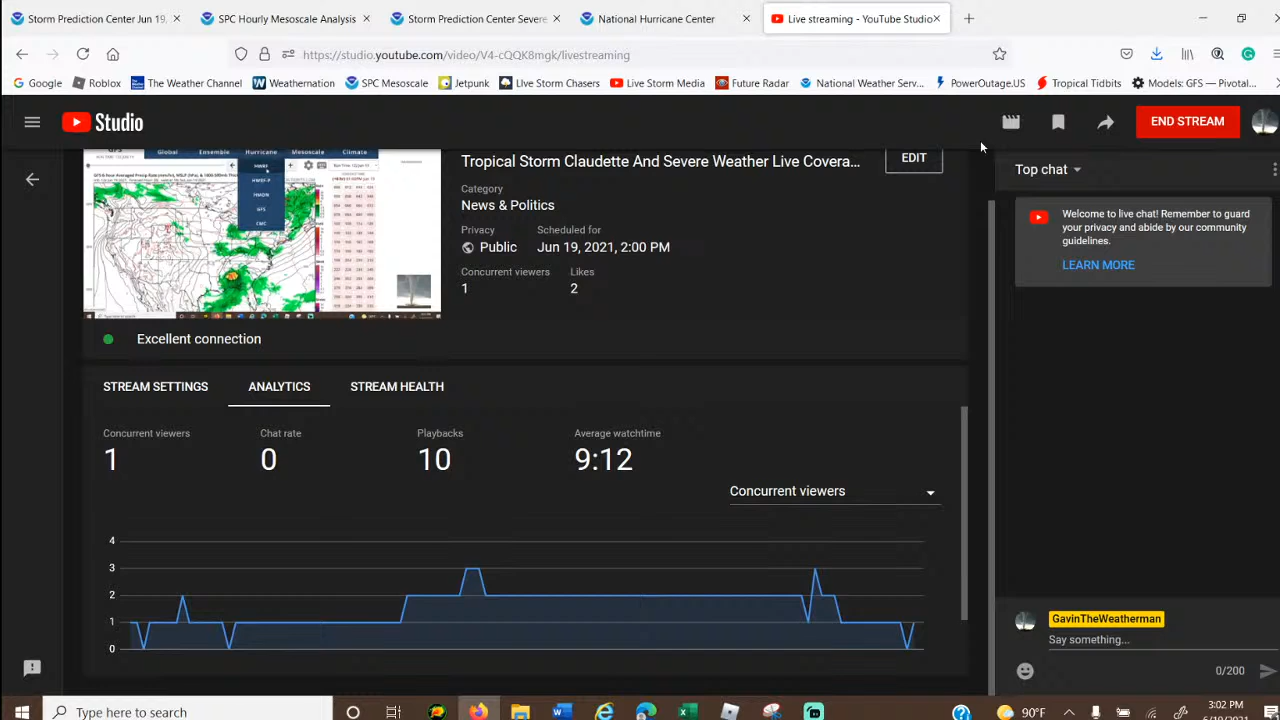 Storm Prediction Center Jun 19,
SPC Hourly Mesoscale Analysis
Storm Prediction Center Severe
National Hurricane Center
Live streaming - YouTube Studio
https://studio.youtube.com/video/V4-cQQK8mgk/livestreaming
Google
Roblox
The Weather Channel
Weathernation
SPC Mesoscale
Jetpunk
Live Storm Chasers
Live Storm Media
Future Radar
National Weather Serv...
PowerOutage.US
Tropical Tidbits
Models: GFS — Pivotal...
Studio
END STREAM
Global
Ensemble
Hurricane
Mesoscale
Climate
GFS
CMC
Tropical Storm Claudette And Severe Weather Live Covera...
EDIT
Category
News & Politics
Privacy
Scheduled for
Public
Jun 19, 2021, 2:00 PM
Concurrent viewers
Likes
1
2
Excellent connection
STREAM SETTINGS
ANALYTICS
STREAM HEALTH
Concurrent viewers
Chat rate
Playbacks
Average watchtime
1
0
10
9:12
Concurrent viewers
4
3
2
1
0
Top chat
Welcome to live chat! Remember to guard
your privacy and abide by our community
guidelines.
LEARN MORE
GavinTheWeatherman
Say something...
0/200
Type here to search
90°F
3:02 PM